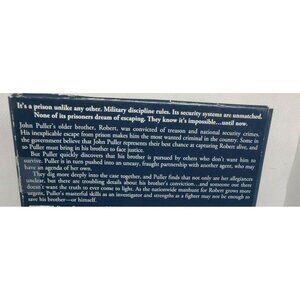 It's a prison unlike any other. Military discipline rules. Its security systems are unmatched.
None of its prisoners dream of escaping. They know it's impossible...until now.
John Puller's older brother, Robert, was convicted of treason and national security crimes.
His inexplicable escape from prison makes him the most wanted criminal in the country. Some in
the government believe that John Puller represents their best chance at capturing Robert alive, and
so Puller must bring in his brother to face justice.
But Puller quickly discovers that his brother is pursued by others who don't want him to
survive. Puller is in turn pushed into an uneasy, fragile partnership with another agent, who may
have an agenda of her own.
They dig more deeply into the case together, and Puller finds that not only are her allegiances
unclear, but there are troubling details about his brother's conviction...and someone out there
doesn't want the truth to ever come to light. As the nationwide manhunt for Robert grows more
urgent, Puller's masterful skills as an investigator and strengths as a fighter may not be enough to
save his brother—or himself.